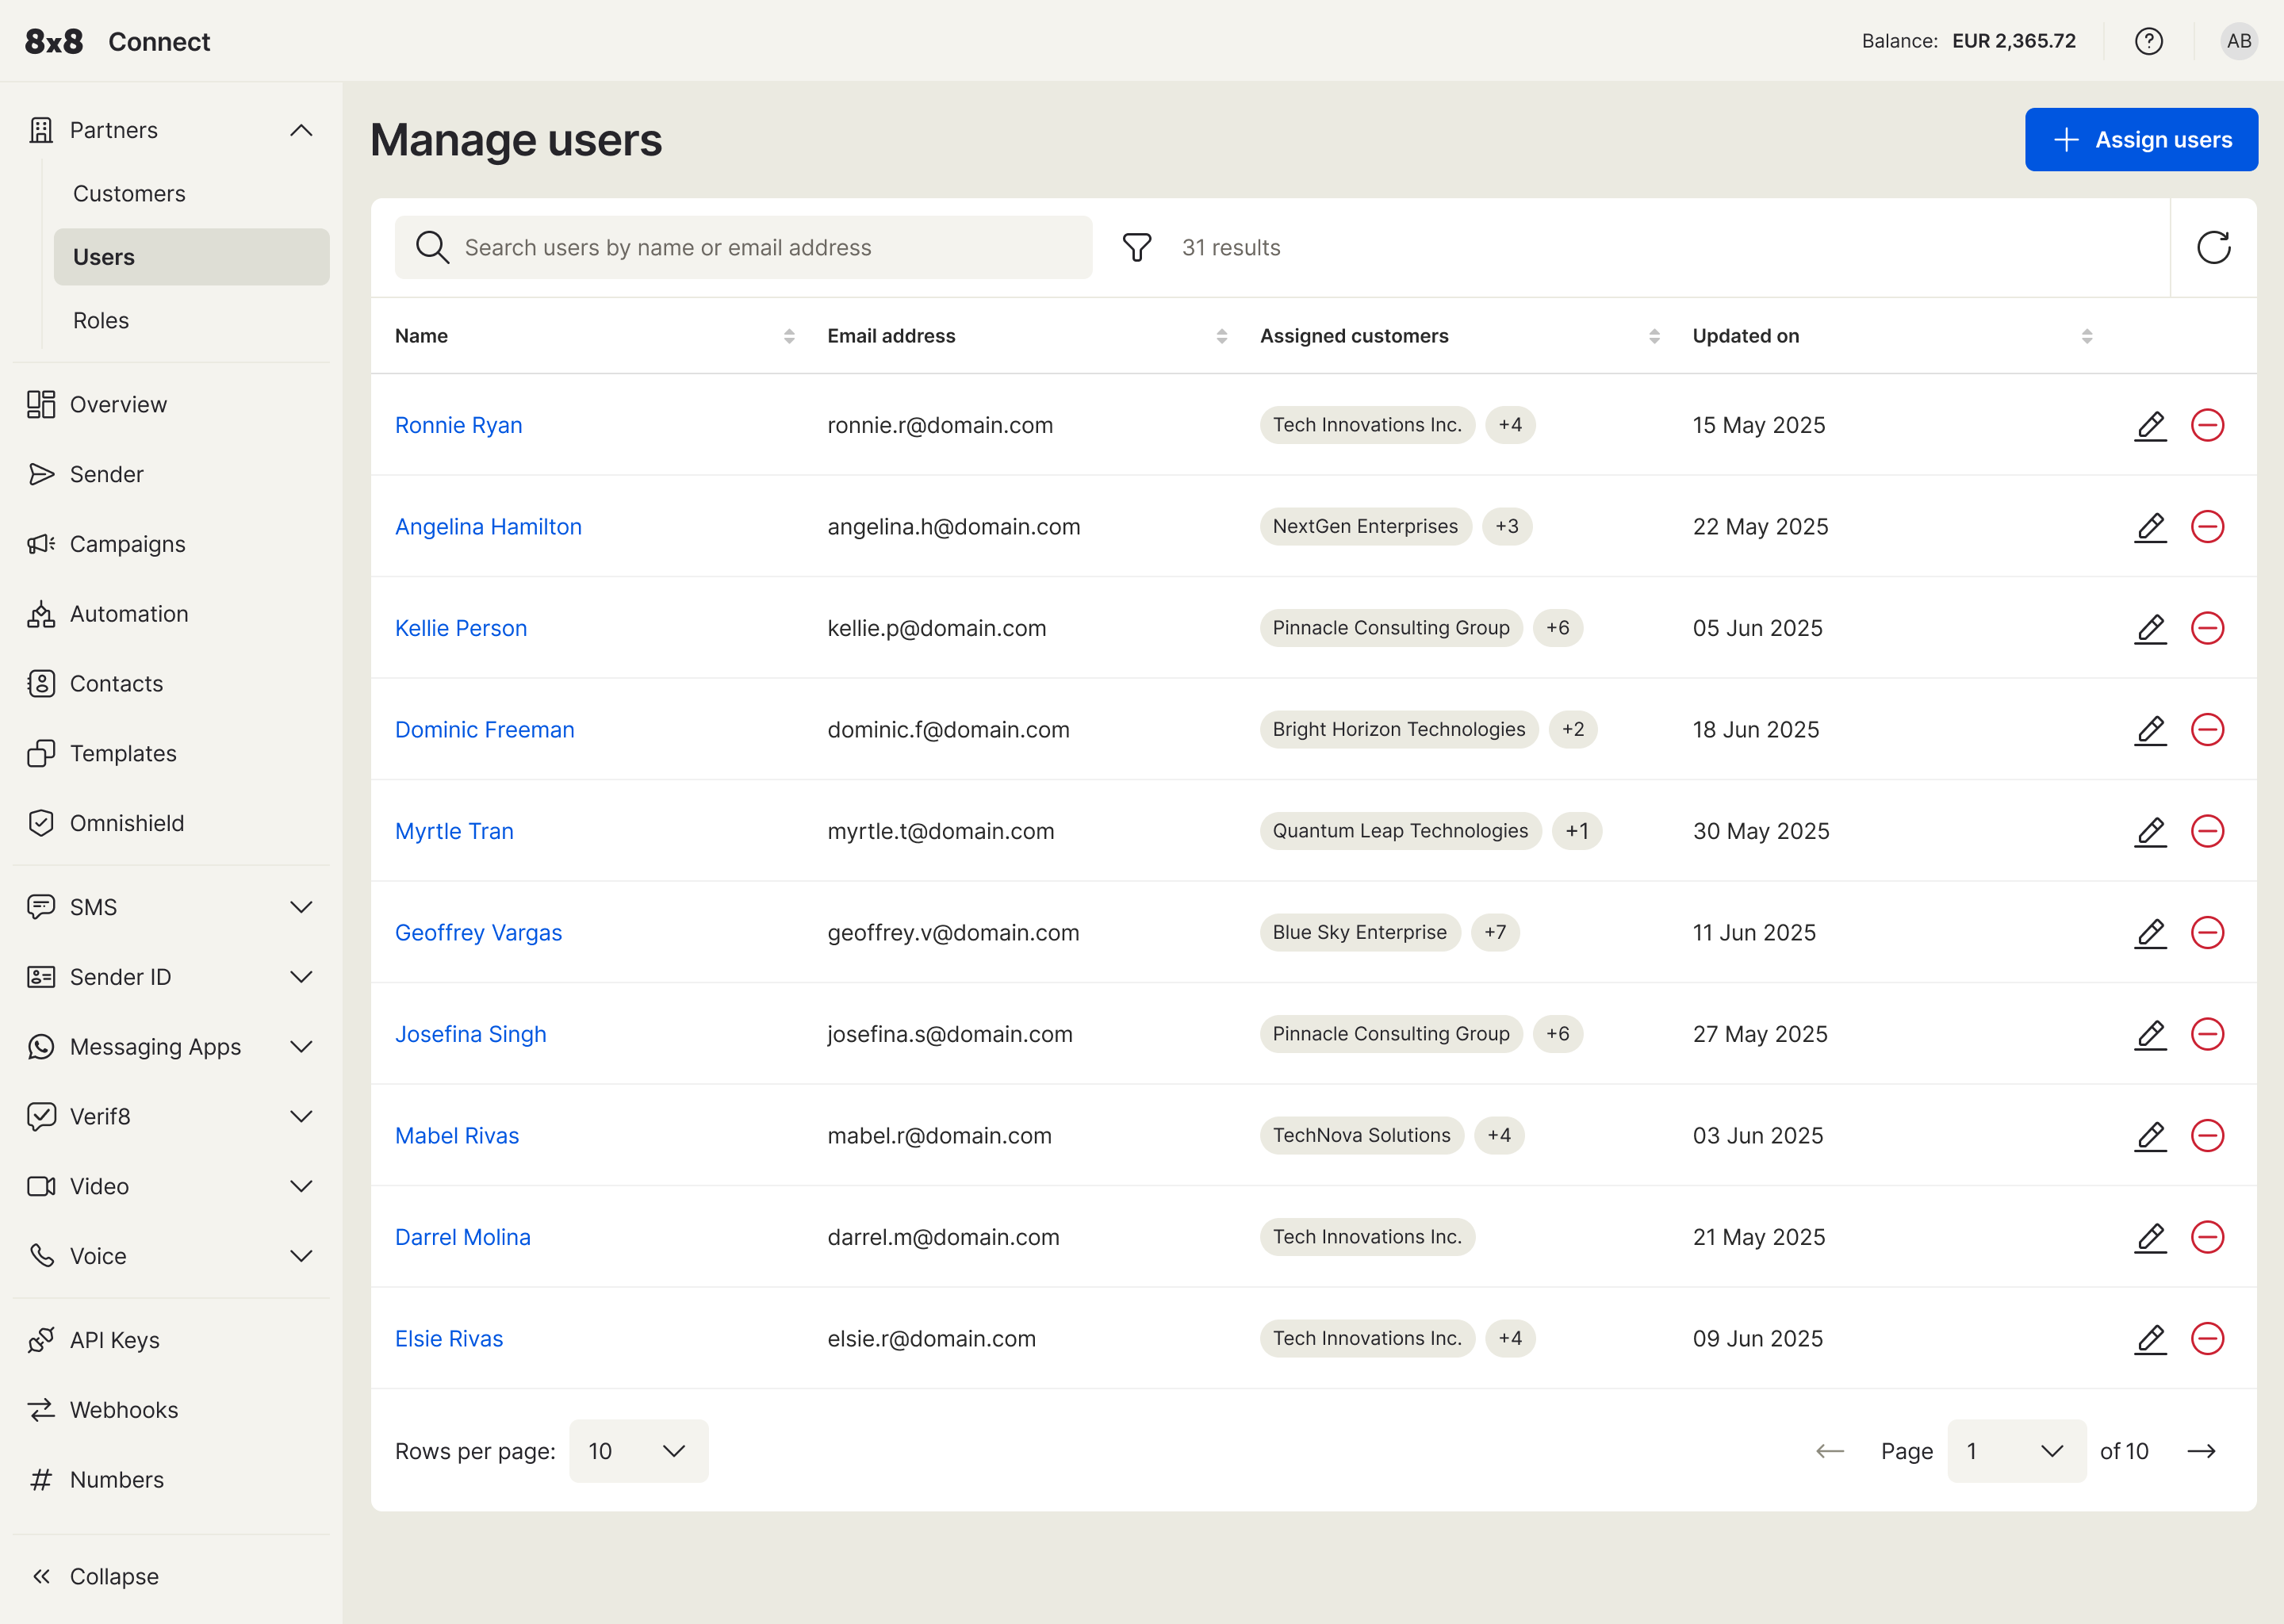 8x8 Connect
Balance: EUR 2,365.72
AB
Partners
Customers
Users
Roles
Overview
Sender
Campaigns
Automation
Contacts
Templates
Omnishield
SMS
Sender ID
Messaging Apps
Verif8
Video
Voice
API Keys
Webhooks
Numbers
Collapse
Manage users
Assign users
Search users by name or email address
31 results
Name Email address Assigned customers Updated on
Ronnie Ryan ronnie.r@domain.com Tech Innovations Inc. +4 15 May 2025
Angelina Hamilton angelina.h@domain.com NextGen Enterprises +3 22 May 2025
Kellie Person kellie.p@domain.com Pinnacle Consulting Group +6 05 Jun 2025
Dominic Freeman dominic.f@domain.com Bright Horizon Technologies +2 18 Jun 2025
Myrtle Tran myrtle.t@domain.com Quantum Leap Technologies +1 30 May 2025
Geoffrey Vargas geoffrey.v@domain.com Blue Sky Enterprise +7 11 Jun 2025
Josefina Singh josefina.s@domain.com Pinnacle Consulting Group +6 27 May 2025
Mabel Rivas mabel.r@domain.com TechNova Solutions +4 03 Jun 2025
Darrel Molina darrel.m@domain.com Tech Innovations Inc. 21 May 2025
Elsie Rivas elsie.r@domain.com Tech Innovations Inc. +4 09 Jun 2025
Rows per page: 10
Page 1 of 10